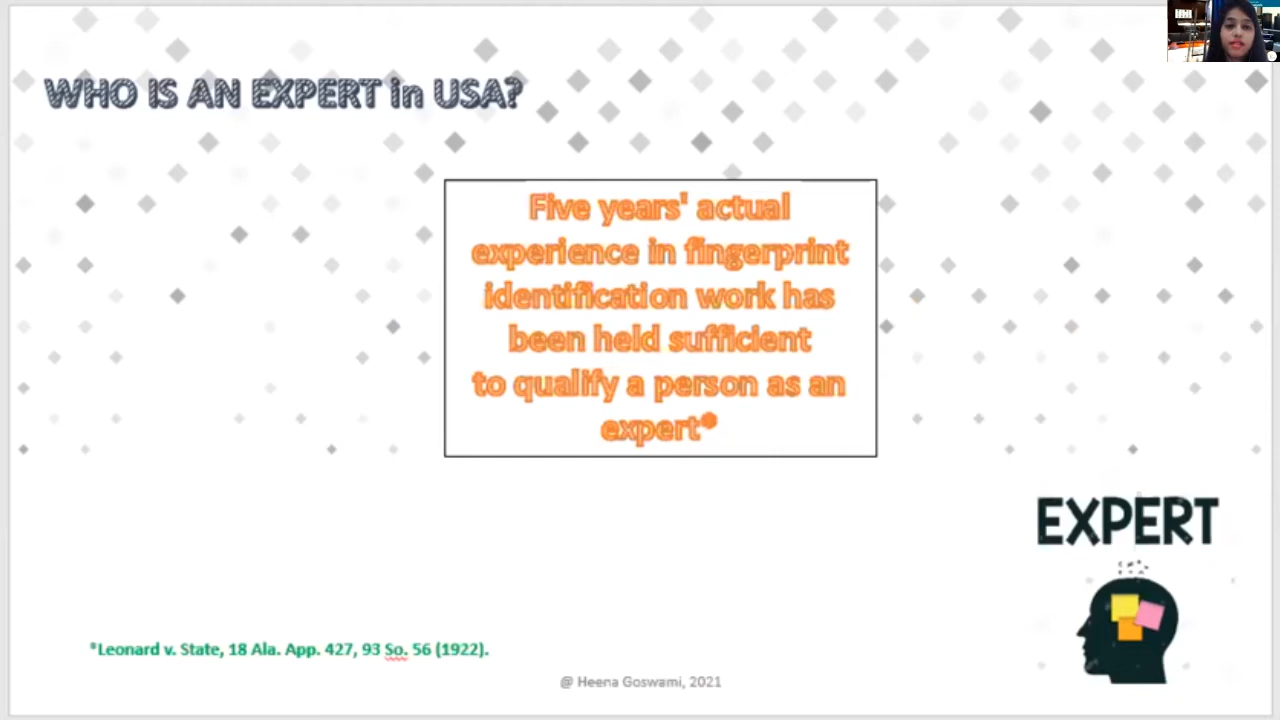 WHO IS AN EXPERT in USA?
Five years' actual
experience in fingerprint
identification work has
been held sufficient
to qualify a person as an
expert*
EXPERT
*Leonard v. State, 18 Ala. App. 427, 93 So. 56 (1922).
@ Heena Goswami, 2021